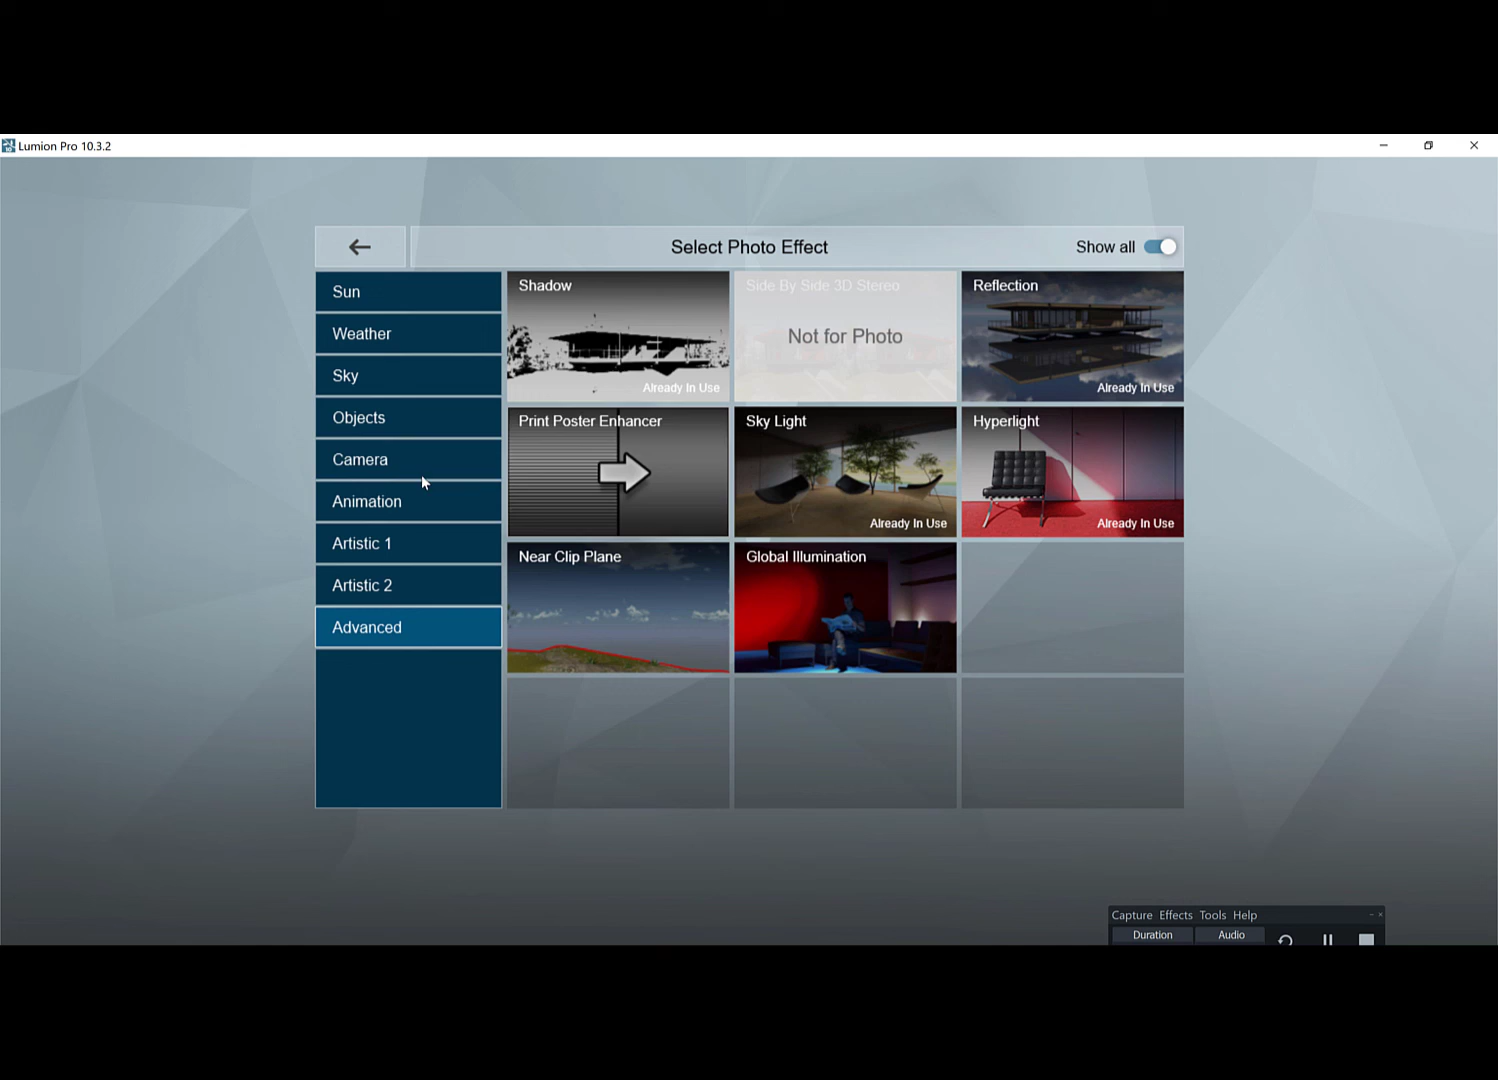 Lumion Pro 10.3.2
Select Photo Effect
Show all
Sun
Weather
Sky
Objects
Camera
Animation
Artistic 1
Artistic 2
Advanced
Shadow
Already In Use
Side By Side 3D Stereo
Not for Photo
Reflection
Already In Use
Print Poster Enhancer
Sky Light
Already In Use
Hyperlight
Already In Use
Near Clip Plane
Global Illumination
Capture Effects Tools Help
Duration Audio